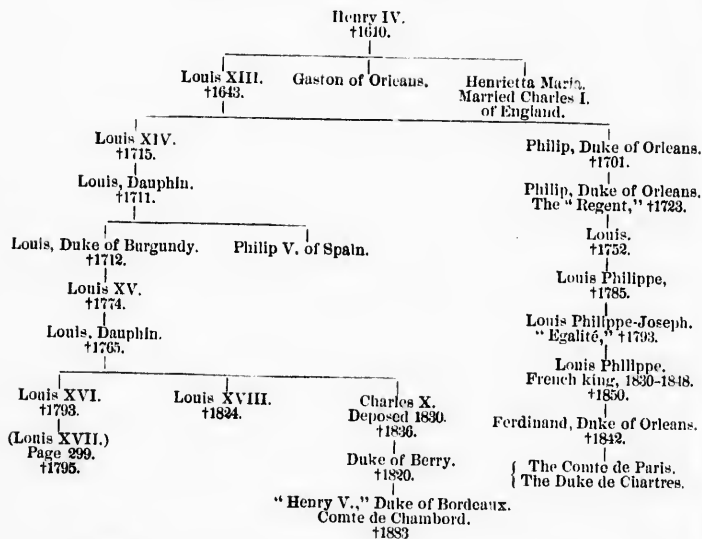 Henry IV.
†1610.
Louis XIII.
†1643.
Gaston of Orleans.
Henrietta Maria.
Married Charles I.
of England.
Louis XIV.
†1715.
Philip, Duke of Orleans.
†1701.
Louis, Dauphin.
†1711.
Philip, Duke of Orleans.
The "Regent," †1723.
Louis, Duke of Burgundy.
†1712.
Philip V. of Spain.
Louis.
†1752.
Louis XV.
†1774.
Louis Philippe,
†1785.
Louis, Dauphin.
†1765.
Louis Philippe-Joseph.
"Egalité," †1793.
Louis XVI.
†1793.
Louis XVIII.
†1824.
Charles X.
Deposed 1830.
†1836.
Louis Philippe.
French king, 1830-1848.
†1850.
(Louis XVII.)
Page 299.
†1795.
Duke of Berry.
†1820.
Ferdinand, Duke of Orleans.
†1842.
"Henry V.," Duke of Bordeaux.
Comte de Chambord.
†1883
{ The Comte de Paris.
{ The Duke de Chartres.